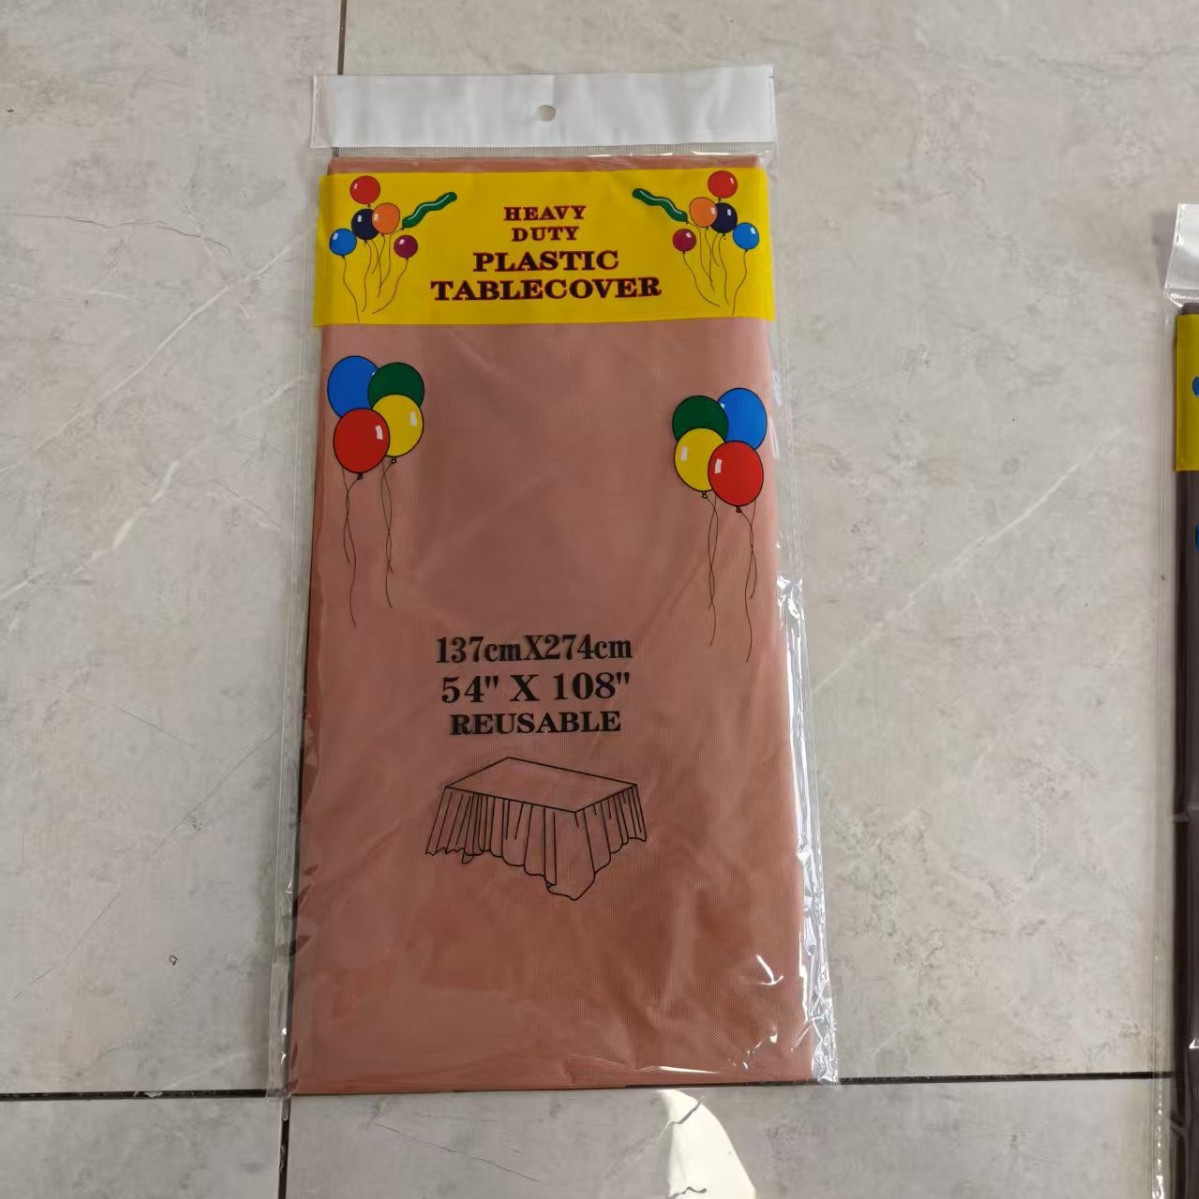 HEAVY
DUTY
PLASTIC
TABLECOVER
137cmX274cm
54" X 108"
REUSABLE